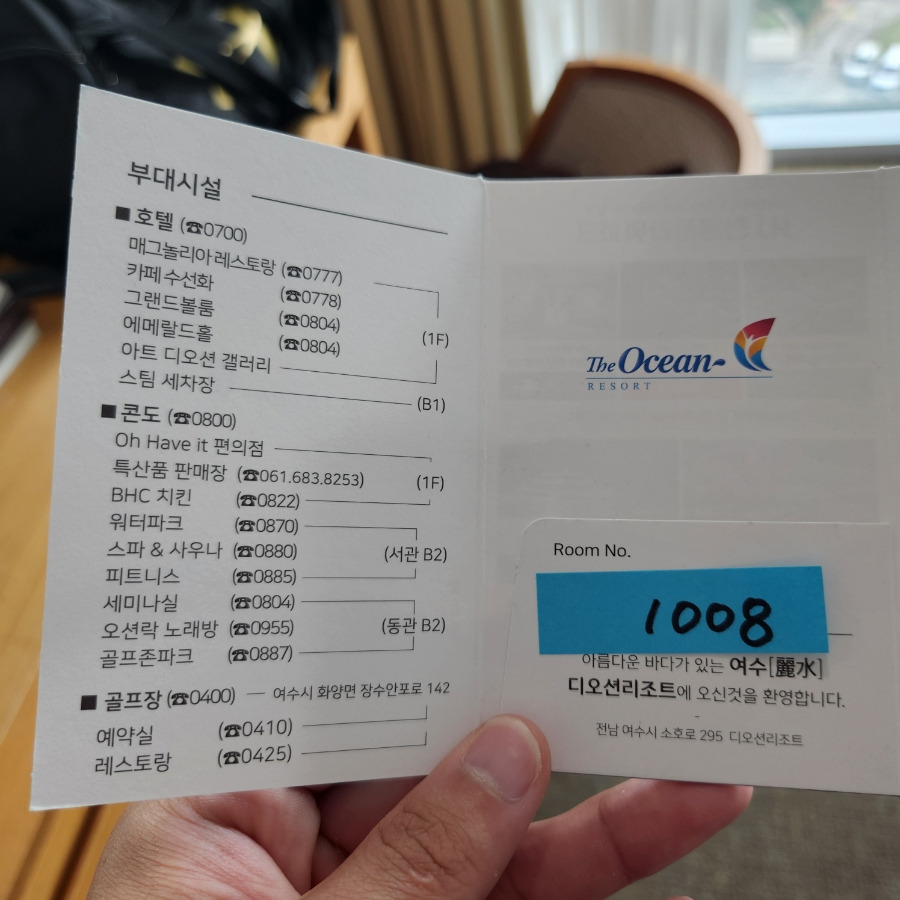 부대시설
■ 호텔 (☎0700)
매그놀리아 레스토랑 (☎0777)
카페 수선화 (☎0778)
그랜드볼룸 (☎0804)
에메랄드홀 (☎0804)
(1F)
아트 디오션 갤러리
스팀 세차장 (B1)
■ 콘도 (☎0800)
Oh Have it 편의점
특산품 판매장 (☎061.683.8253) (1F)
BHC 치킨 (☎0822)
워터파크 (☎0870)
스파 & 사우나 (☎0880) (서관 B2)
피트니스 (☎0885)
세미나실 (☎0804)
오션락 노래방 (☎0955) (동관 B2)
골프존파크 (☎0887)
■ 골프장 (☎0400) — 여수시 화양면 장수안포로 142
예약실 (☎0410)
레스토랑 (☎0425)
The Ocean
RESORT
Room No.
1008
아름다운 바다가 있는 여수[麗水]
디오션리조트에 오신것을 환영합니다.
전남 여수시 소호로 295 디오션리조트